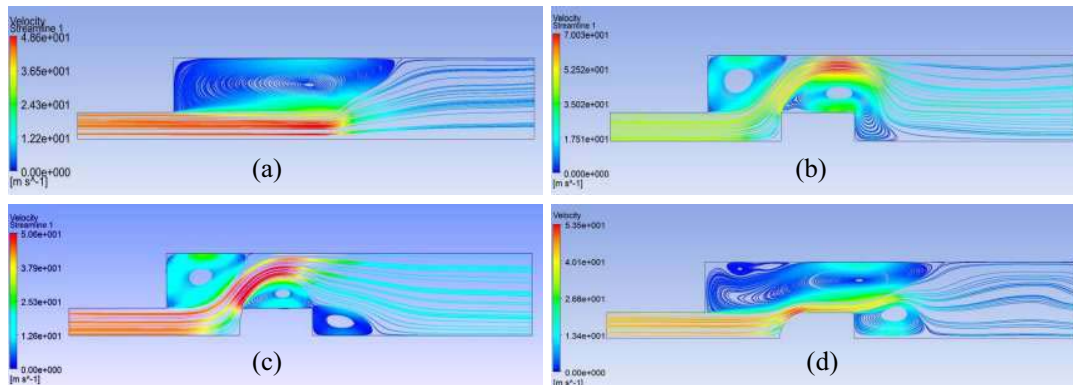 Velocity
Streamline 1
4.86e+001
3.65e+001
2.43e+001
1.22e+001
0.00e+000
[m s^-1]
(a)
Velocity
Streamline 1
7.003e+001
5.252e+001
3.502e+001
1.751e+001
0.000e+000
[m s^-1]
(b)
Velocity
Streamline 1
5.06e+001
3.79e+001
2.53e+001
1.26e+001
0.00e+000
[m s^-1]
(c)
Velocity
5.35e+001
4.01e+001
2.68e+001
1.34e+001
0.00e+000
[m s^-1]
(d)